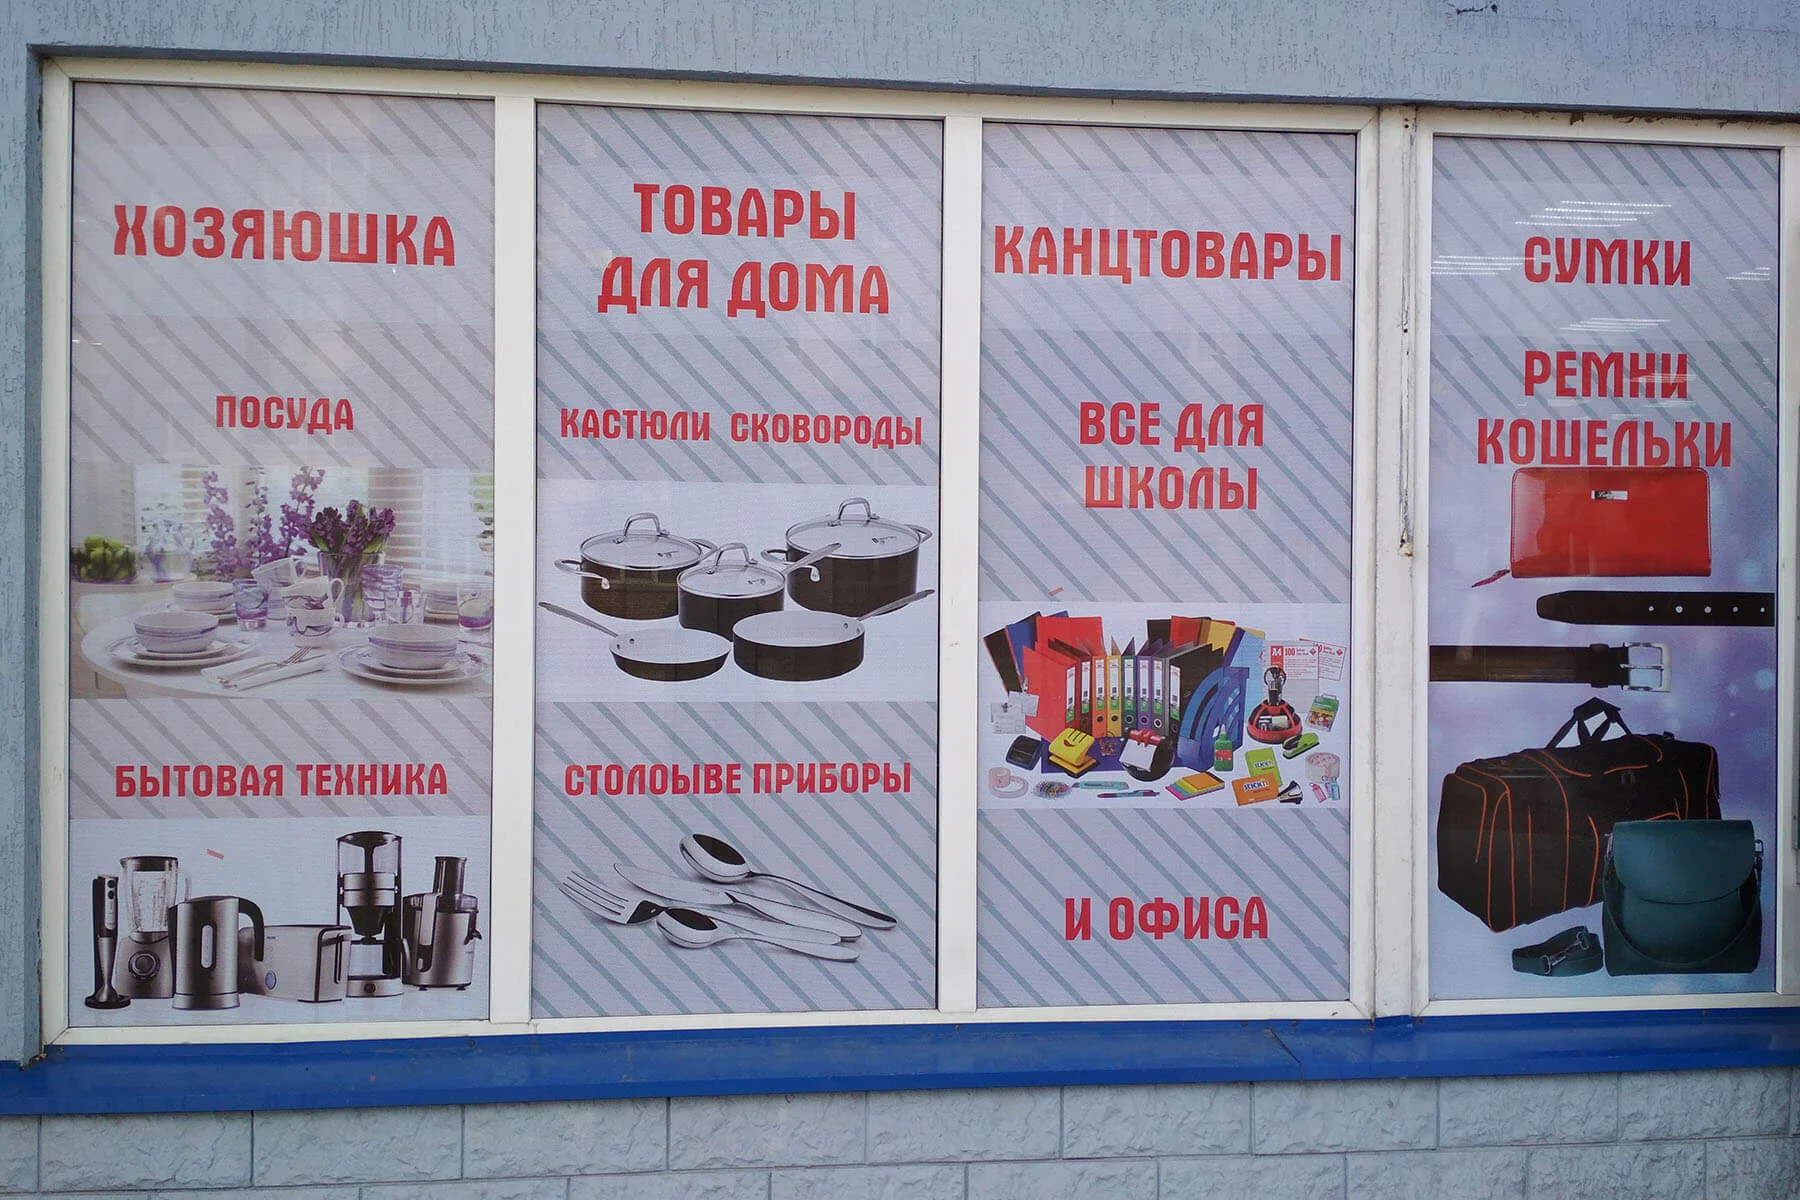 ХОЗЯЮШКА
ПОСУДА
БЫТОВАЯ ТЕХНИКА
ТОВАРЫ
ДЛЯ ДОМА
КАСТЮЛИ СКОВОРОДЫ
СТОЛОЫВЕ ПРИБОРЫ
КАНЦТОВАРЫ
ВСЕ ДЛЯ
ШКОЛЫ
И ОФИСА
СУМКИ
РЕМНИ
КОШЕЛЬКИ